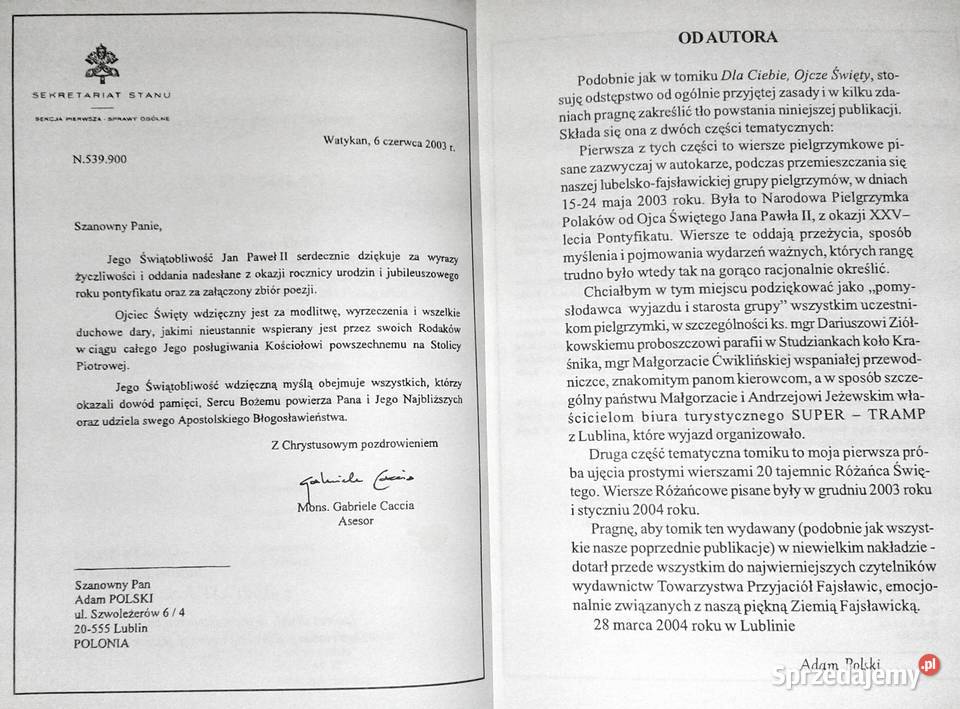 SEKRETARIAT STANU
SEKCJA PIERWSZA - SPRAWY OGÓLNE
Watykan, 6 czerwca 2003 r.
N.539.900
Szanowny Panie,
Jego Świątobliwość Jan Paweł II serdecznie dziękuje za wyrazy
życzliwości i oddania nadesłane z okazji rocznicy urodzin i jubileuszowego
roku pontyfikatu oraz za załączony zbiór poezji.
Ojciec Święty wdzięczny jest za modlitwę, wyrzeczenia i wszelkie
duchowe dary, jakimi nieustannie wspierany jest przez swoich Rodaków
w ciągu całego Jego posługiwania Kościołowi powszechnemu na Stolicy
Piotrowej.
Jego Świątobliwość wdzięczną myślą obejmuje wszystkich, którzy
okazali dowód pamięci, Sercu Bożemu powierza Pana i Jego Najbliższych
oraz udziela swego Apostolskiego Błogosławieństwa.
Z Chrystusowym pozdrowieniem
Gabriele Caccia
Mons. Gabriele Caccia
Asesor
Szanowny Pan
Adam POLSKI
ul. Szwoleżerów 6 / 4
20-555 Lublin
POLONIA
OD AUTORA
Podobnie jak w tomiku Dla Ciebie, Ojcze Święty, sto-
suję odstępstwo od ogólnie przyjętej zasady i w kilku zda-
niach pragnę zakreślić tło powstania niniejszej publikacji.
Składa się ona z dwóch części tematycznych:
Pierwsza z tych części to wiersze pielgrzymkowe pi-
sane zazwyczaj w autokarze, podczas przemieszczania się
naszej lubelsko-fajsławickiej grupy pielgrzymów, w dniach
15-24 maja 2003 roku. Była to Narodowa Pielgrzymka
Polaków od Ojca Świętego Jana Pawła II, z okazji XXV–
lecia Pontyfikatu. Wiersze te oddają przeżycia, sposób
myślenia i pojmowania wydarzeń ważnych, których rangę
trudno było wtedy tak na gorąco racjonalnie określić.
Chciałbym w tym miejscu podziękować jako „pomy-
słodawca wyjazdu i starosta grupy” wszystkim uczestni-
kom pielgrzymki, w szczególności ks. mgr Dariuszowi Ziół-
kowskiemu proboszczowi parafii w Studziankach koło Kra-
śnika, mgr Małgorzacie Ćwiklińskiej wspaniałej przewod-
niczce, znakomitym panom kierowcom, a w sposób szcze-
gólny państwu Małgorzacie i Andrzejowi Jeżewskim wła-
ścicielom biura turystycznego SUPER – TRAMP
z Lublina, które wyjazd organizowało.
Druga część tematyczna tomiku to moja pierwsza pró-
ba ujęcia prostymi wierszami 20 tajemnic Różańca Świę-
tego. Wiersze Różańcowe pisane były w grudniu 2003 roku
i styczniu 2004 roku.
Pragnę, aby tomik ten wydawany (podobnie jak wszyst-
kie nasze poprzednie publikacje) w niewielkim nakładzie -
dotarł przede wszystkim do najwierniejszych czytelników
wydawnictw Towarzystwa Przyjaciół Fajsławic, emocjo-
nalnie związanych z naszą piękną Ziemią Fajsławicką.
28 marca 2004 roku w Lublinie
Adam Polski
Sprzedajemy.pl